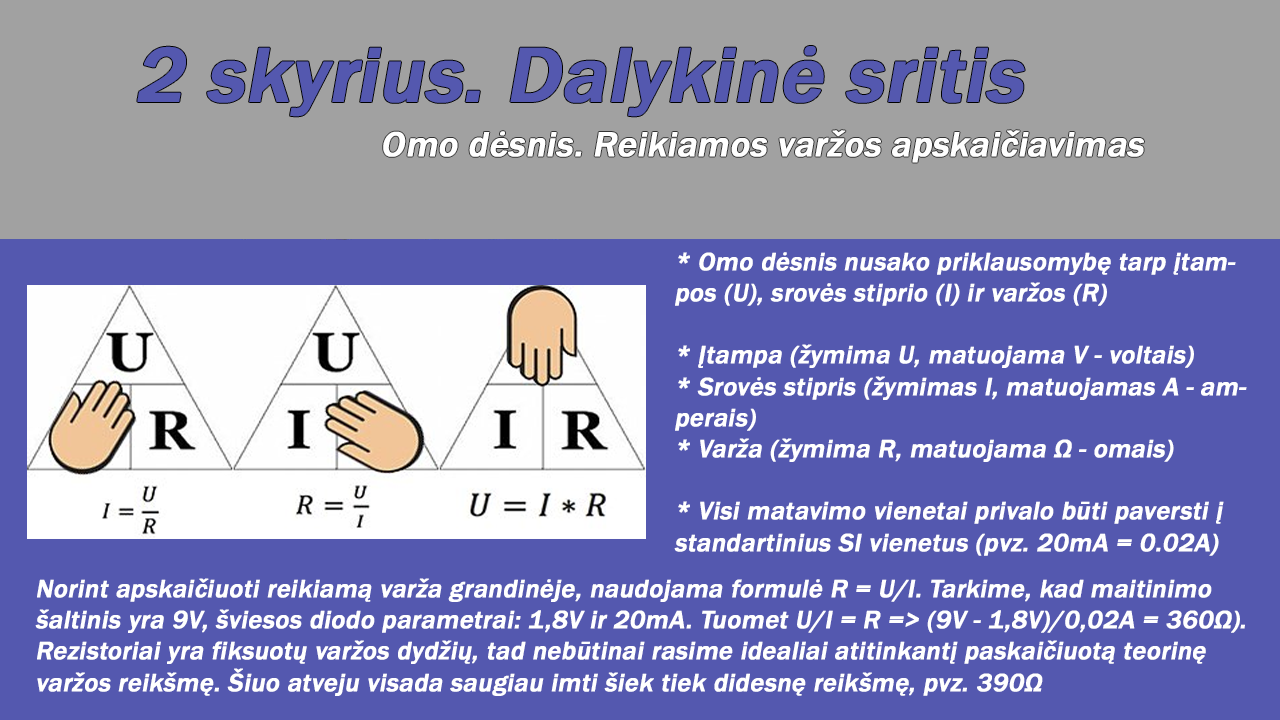 2 skyrius. Dalykinė sritis
Omo dėsnis. Reikiamos varžos apskaičiavimas
U
R
I = U/R
U
I
R = U/I
I
R
U = I * R
* Omo dėsnis nusako priklausomybę tarp įtam-
pos (U), srovės stiprio (I) ir varžos (R)
* Įtampa (žymima U, matuojama V - voltais)
* Srovės stipris (žymimas I, matuojamas A - am-
perais)
* Varža (žymima R, matuojama Ω - omais)
* Visi matavimo vienetai privalo būti paversti į
standartinius SI vienetus (pvz. 20mA = 0.02A)
Norint apskaičiuoti reikiamą varža grandinėje, naudojama formulė R = U/I. Tarkime, kad maitinimo
šaltinis yra 9V, šviesos diodo parametrai: 1,8V ir 20mA. Tuomet U/I = R => (9V - 1,8V)/0,02A = 360Ω).
Rezistoriai yra fiksuotų varžos dydžių, tad nebūtinai rasime idealiai atitinkantį paskaičiuotą teorinę
varžos reikšmę. Šiuo atveju visada saugiau imti šiek tiek didesnę reikšmę, pvz. 390Ω